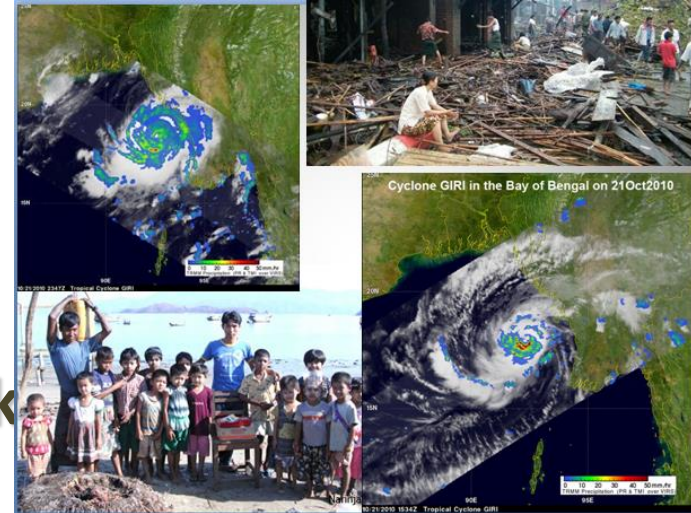 20N
15N
90E
95E
0 10 20 30 40 50mm/hr
TRMM Precipitation (PR & TMI over VIRS)
10/21/2010 2347Z Tropical Cyclone GIRI
Cyclone GIRI in the Bay of Bengal on 21Oct2010
25N
20N
15N
90E
95E
0 10 20 30 40 50mm/hr
TRMM Precipitation (PR & TMI over VIRS)
10/21/2010 1534Z Tropical Cyclone GIRI
k